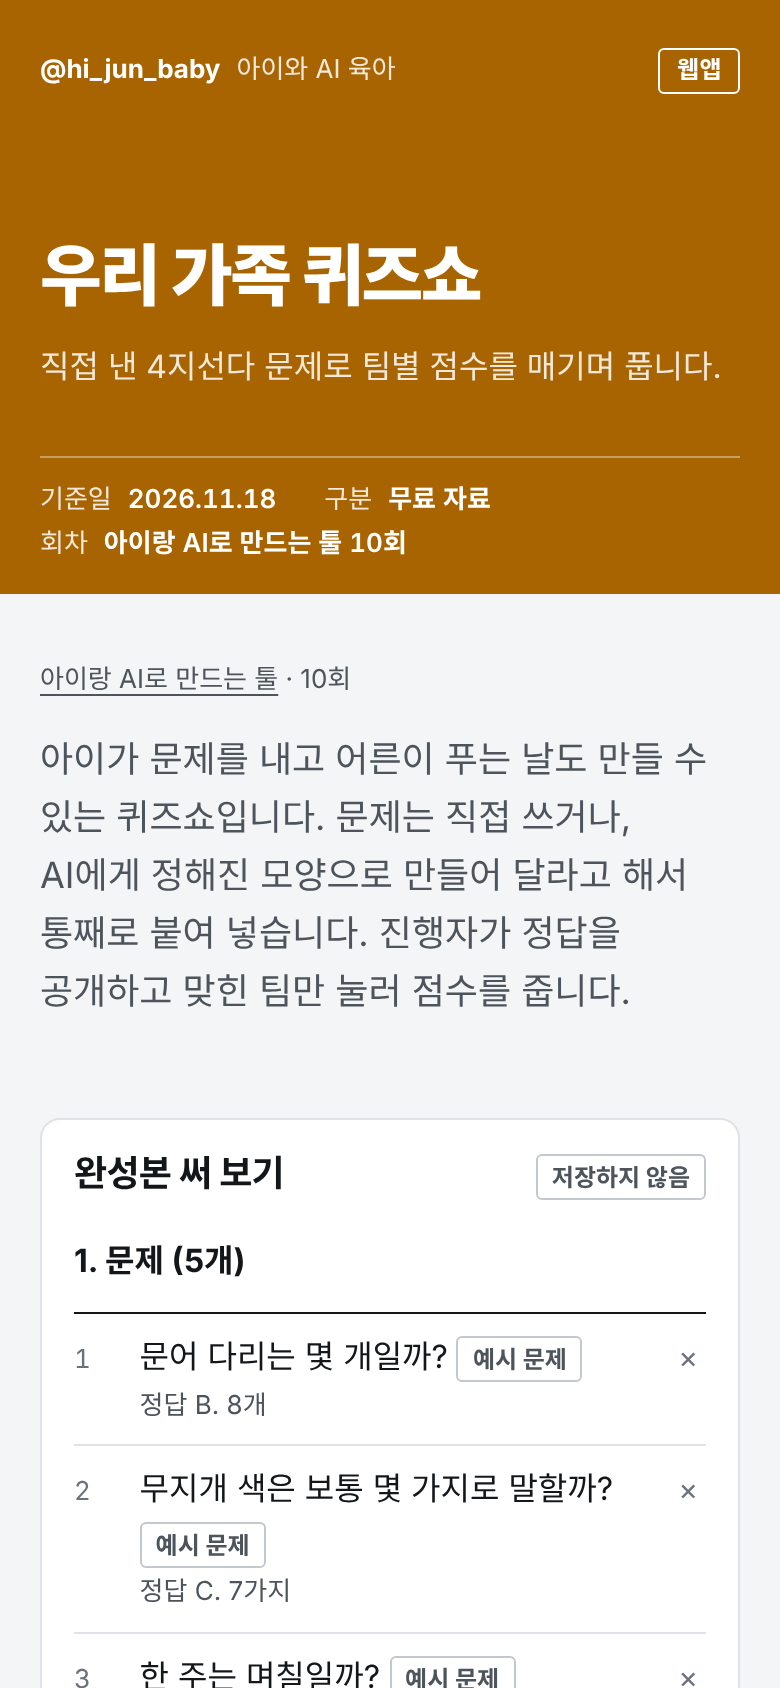 @hi_jun_baby 아이와 AI 육아
웹앱
우리 가족 퀴즈쇼
직접 낸 4지선다 문제로 팀별 점수를 매기며 풉니다.
기준일 2026.11.18 구분 무료 자료
회차 아이랑 AI로 만드는 툴 10회
아이랑 AI로 만드는 툴 · 10회
아이가 문제를 내고 어른이 푸는 날도 만들 수
있는 퀴즈쇼입니다. 문제는 직접 쓰거나,
AI에게 정해진 모양으로 만들어 달라고 해서
통째로 붙여 넣습니다. 진행자가 정답을
공개하고 맞힌 팀만 눌러 점수를 줍니다.
완성본 써 보기
저장하지 않음
1. 문제 (5개)
1 문어 다리는 몇 개일까? 예시 문제 ×
정답 B. 8개
2 무지개 색은 보통 몇 가지로 말할까? ×
예시 문제
정답 C. 7가지
3 한 주는 며칠일까? 예시 문제 ×